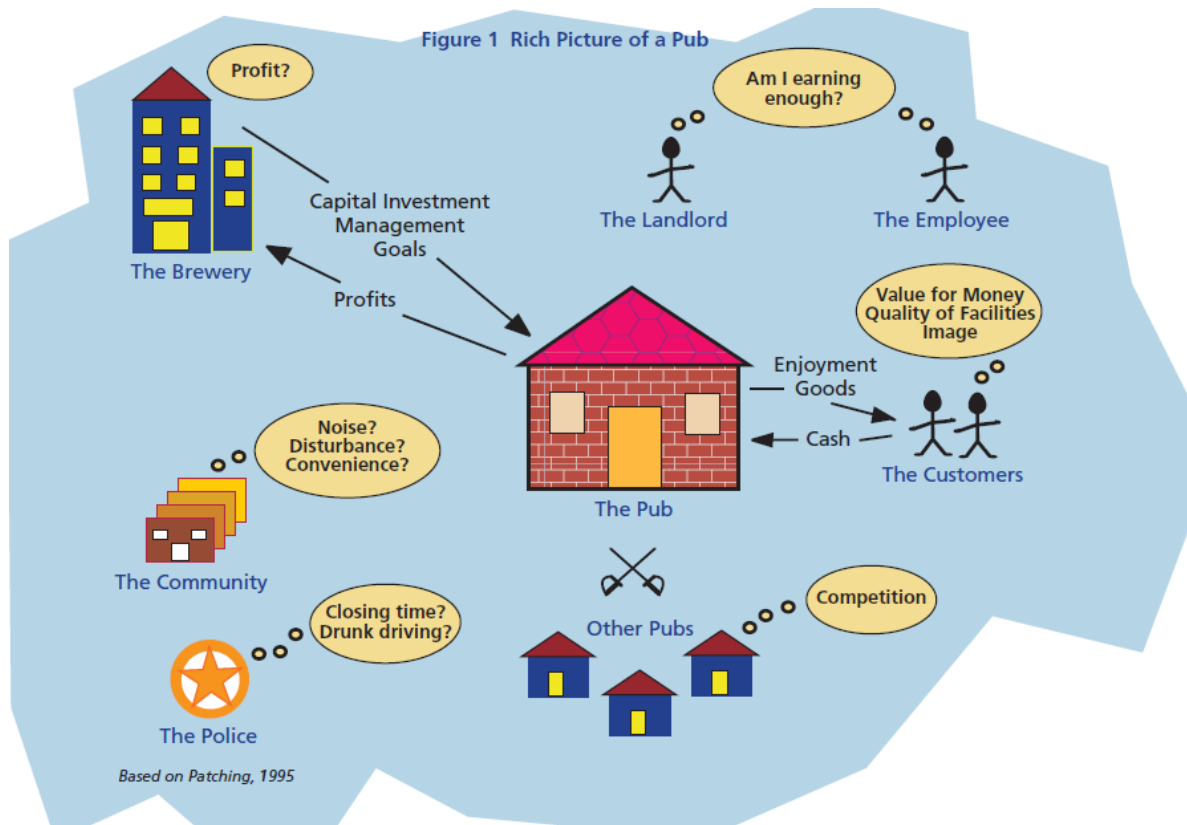 Figure 1 Rich Picture of a Pub
Profit?
Am I earning
enough?
Capital Investment
Management
Goals
The Landlord
The Employee
The Brewery
Profits
Value for Money
Quality of Facilities
Image
Enjoyment
Goods
Cash
The Customers
Noise?
Disturbance?
Convenience?
The Pub
The Community
Closing time?
Drunk driving?
Competition
Other Pubs
The Police
Based on Patching, 1995